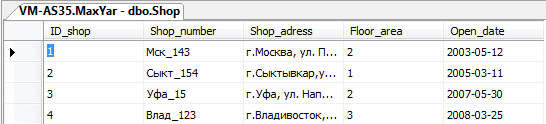 VM-AS35.MaxYar - dbo.Shop
ID_shop Shop_number Shop_adress Floor_area Open_date
1 Мск_143 г.Москва, ул. П... 2 2003-05-12
2 Сыкт_154 г.Сыктывкар,у... 1 2005-03-11
3 Уфа_15 г.Уфа, ул. Нап... 2 2007-05-30
4 Влад_123 г.Владивосток,... 3 2008-03-25